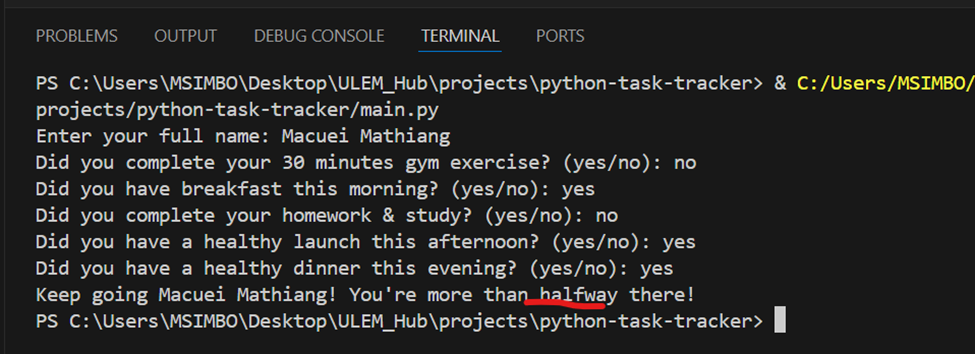 PROBLEMS OUTPUT DEBUG CONSOLE TERMINAL PORTS
PS C:\Users\MSIMBO\Desktop\ULEM_Hub\projects\python-task-tracker> & C:/Users/MSIMBO/
projects/python-task-tracker/main.py
Enter your full name: Macuei Mathiang
Did you complete your 30 minutes gym exercise? (yes/no): no
Did you have breakfast this morning? (yes/no): yes
Did you complete your homework & study? (yes/no): no
Did you have a healthy launch this afternoon? (yes/no): yes
Did you have a healthy dinner this evening? (yes/no): yes
Keep going Macuei Mathiang! You're more than halfway there!
PS C:\Users\MSIMBO\Desktop\ULEM_Hub\projects\python-task-tracker>